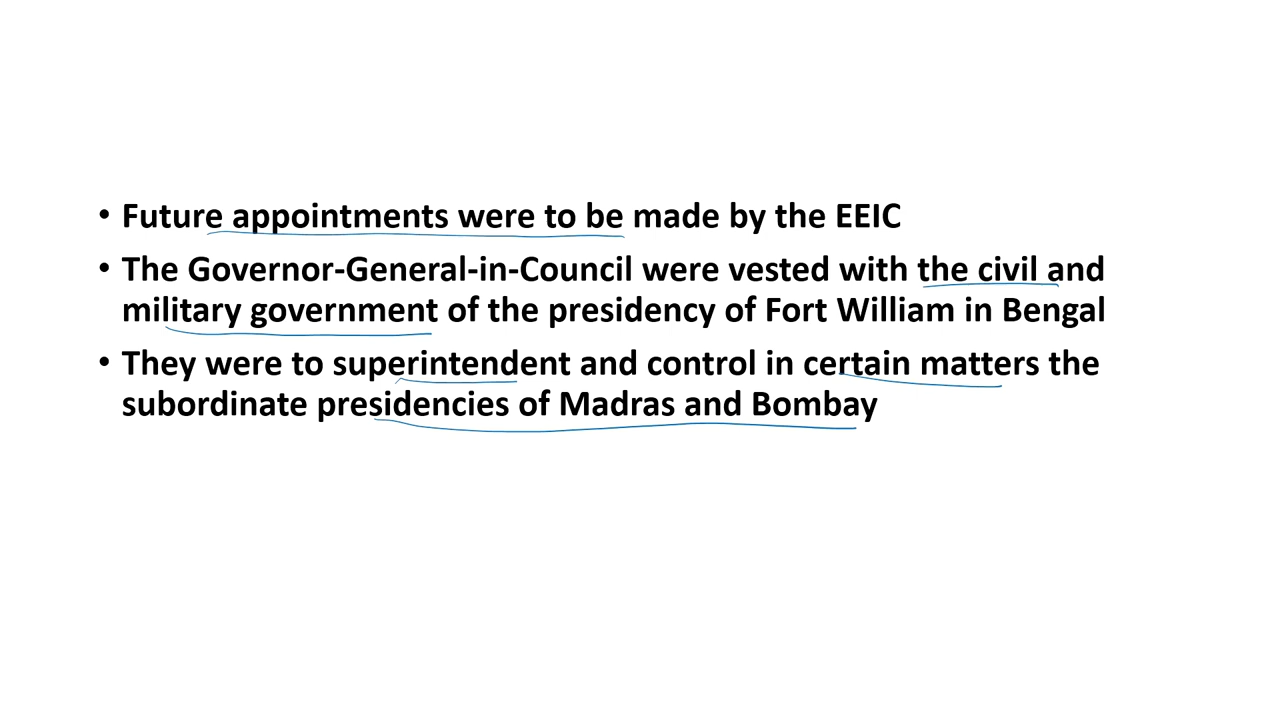 • Future appointments were to be made by the EEIC
• The Governor-General-in-Council were vested with the civil and
military government of the presidency of Fort William in Bengal
• They were to superintendent and control in certain matters the
subordinate presidencies of Madras and Bombay